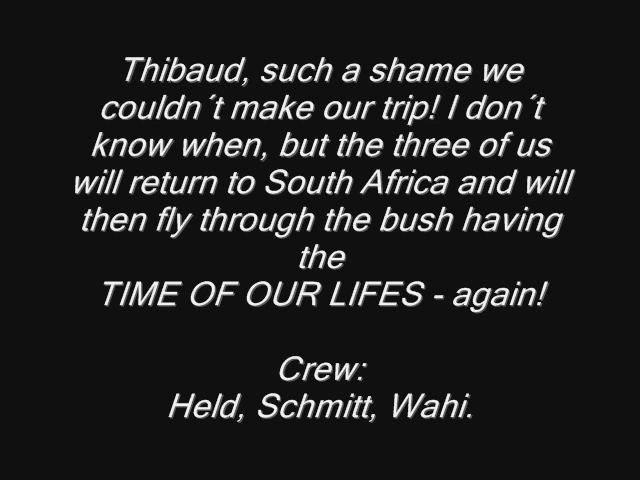 Thibaud, such a shame we
couldn´t make our trip! I don´t
know when, but the three of us
will return to South Africa and will
then fly through the bush having
the
TIME OF OUR LIFES - again!
Crew:
Held, Schmitt, Wahi.